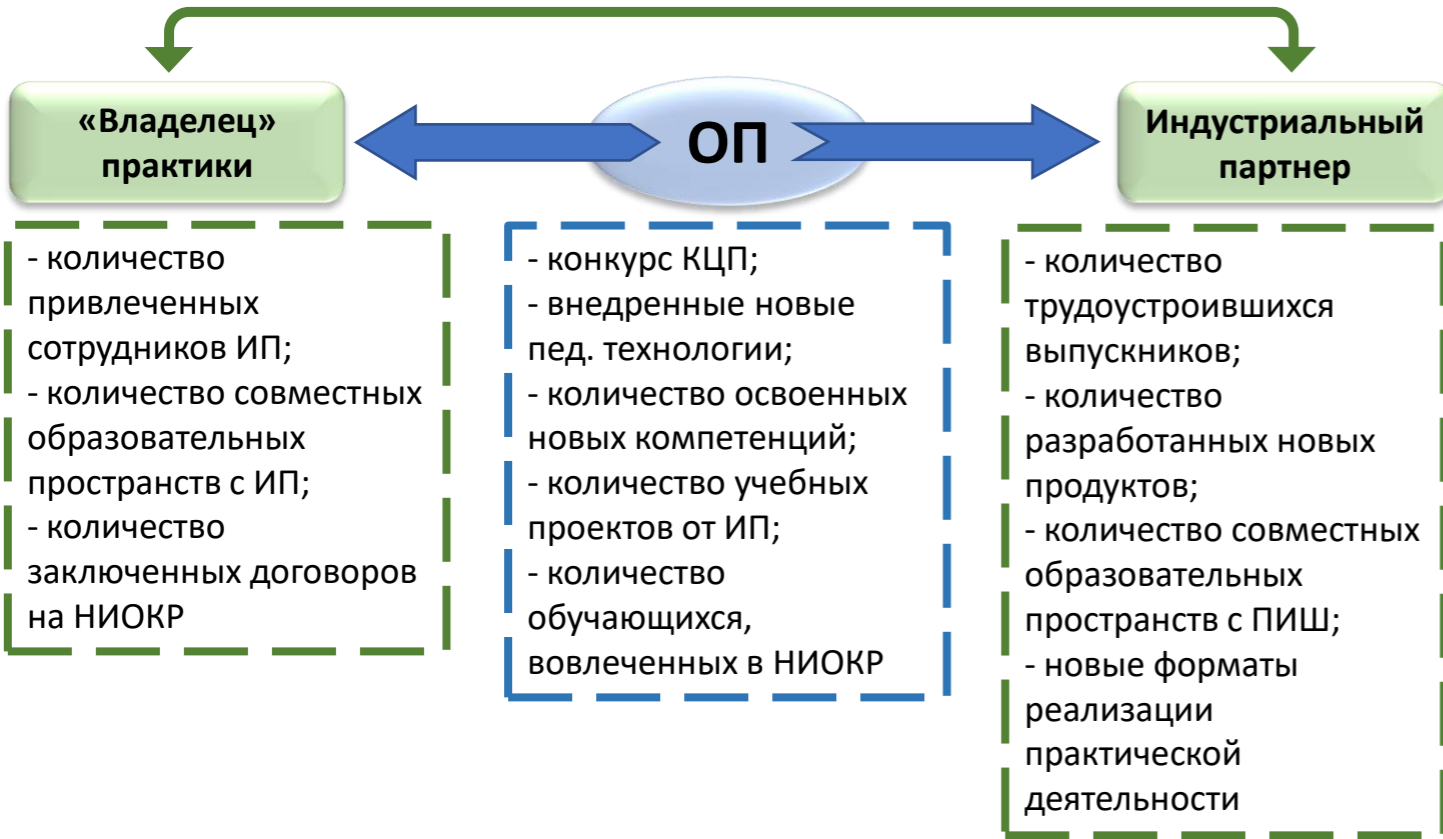 «Владелец»
практики
ОП
Индустриальный
партнер
- количество
привлеченных
сотрудников ИП;
- количество совместных
образовательных
пространств с ИП;
- количество
заключенных договоров
на НИОКР
- конкурс КЦП;
- внедренные новые
пед. технологии;
- количество освоенных
новых компетенций;
- количество учебных
проектов от ИП;
- количество
обучающихся,
вовлеченных в НИОКР
- количество
трудоустроившихся
выпускников;
- количество
разработанных новых
продуктов;
- количество совместных
образовательных
пространств с ПИШ;
- новые форматы
реализации
практической
деятельности